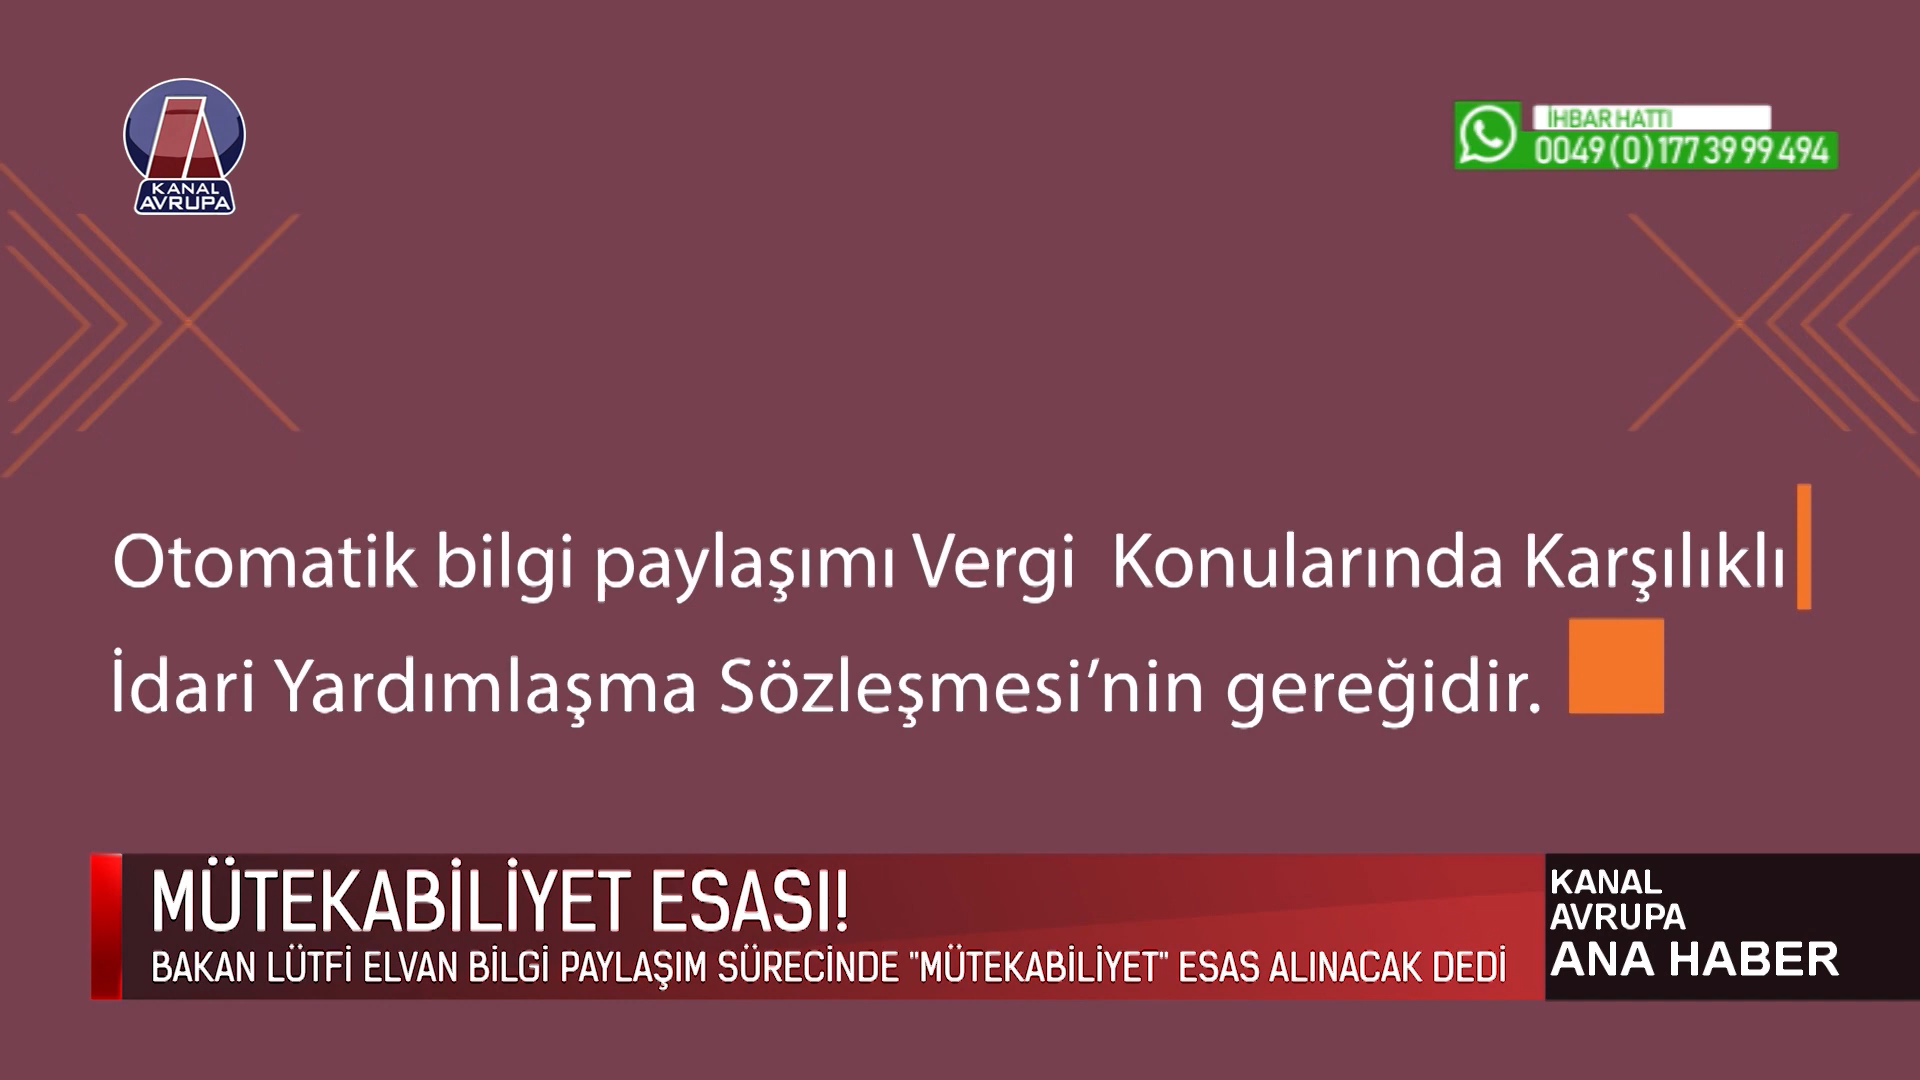 KANAL
AVRUPA
İHBAR HATTI
0049 (0) 177 39 99 494
Otomatik bilgi paylaşımı Vergi Konularında Karşılıklı
İdari Yardımlaşma Sözleşmesi’nin gereğidir.
MÜTEKABİLİYET ESASI!
BAKAN LÜTFİ ELVAN BİLGİ PAYLAŞIM SÜRECİNDE "MÜTEKABİLİYET" ESAS ALINACAK DEDİ
KANAL
AVRUPA
ANA HABER